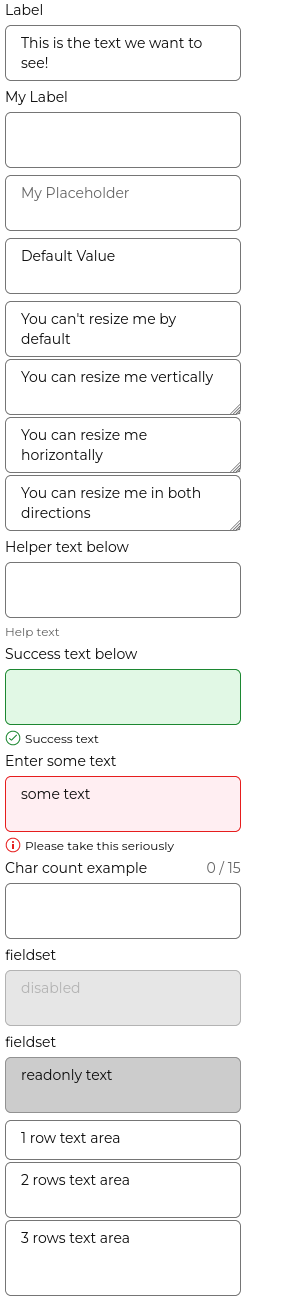 Label
This is the text we want to
see!
My Label
My Placeholder
Default Value
You can't resize me by
default
You can resize me vertically
You can resize me
horizontally
You can resize me in both
directions
Helper text below
Help text
Success text below
Success text
Enter some text
some text
Please take this seriously
Char count example 0 / 15
fieldset
disabled
fieldset
readonly text
1 row text area
2 rows text area
3 rows text area